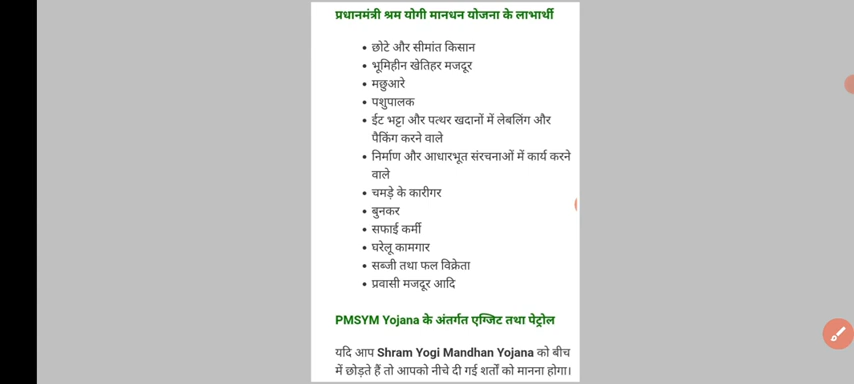 प्रधानमंत्री श्रम योगी मानधन योजना के लाभार्थी
• छोटे और सीमांत किसान
• भूमिहीन खेतिहर मजदूर
• मछुआरे
• पशुपालक
• ईट भट्टा और पत्थर खदानों में लेबलिंग और
पैकिंग करने वाले
• निर्माण और आधारभूत संरचनाओं में कार्य करने
वाले
• चमड़े के कारीगर
• बुनकर
• सफाई कर्मी
• घरेलू कामगार
• सब्जी तथा फल विक्रेता
• प्रवासी मजदूर आदि
PMSYM Yojana के अंतर्गत एग्जिट तथा पेट्रोल
यदि आप Shram Yogi Mandhan Yojana को बीच
में छोड़ते हैं तो आपको नीचे दी गई शर्तों को मानना होगा।